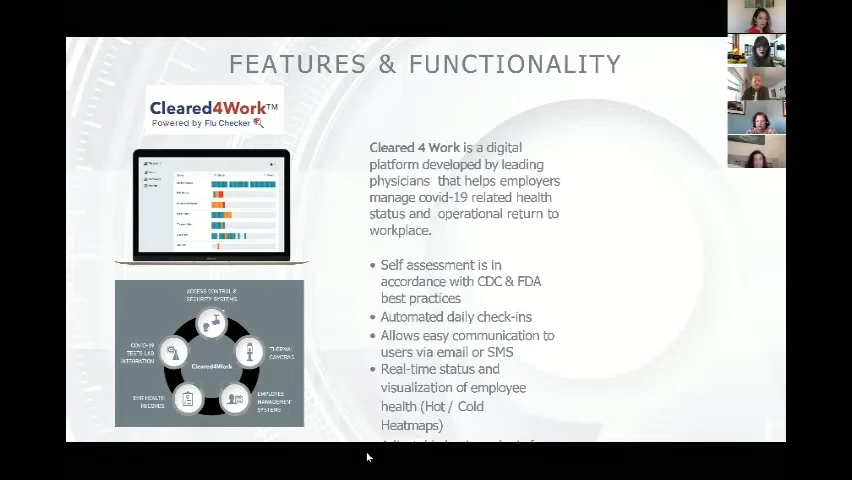 FEATURES & FUNCTIONALITY
Cleared4Work™
Powered by Flu Checker
Cleared 4 Work is a digital
platform developed by leading
physicians that helps employers
manage covid-19 related health
status and operational return to
workplace.
• Self assessment is in
accordance with CDC & FDA
best practices
• Automated daily check-ins
• Allows easy communication to
users via email or SMS
• Real-time status and
visualization of employee
health (Hot / Cold
Heatmaps)
ACCESS CONTROL &
SECURITY SYSTEMS
COVID-19
TESTS LAB
INTEGRATION
THERMAL
CAMERAS
Cleared4Work
EHR HEALTH
RECORDS
EMPLOYEE
MANAGEMENT
SYSTEMS